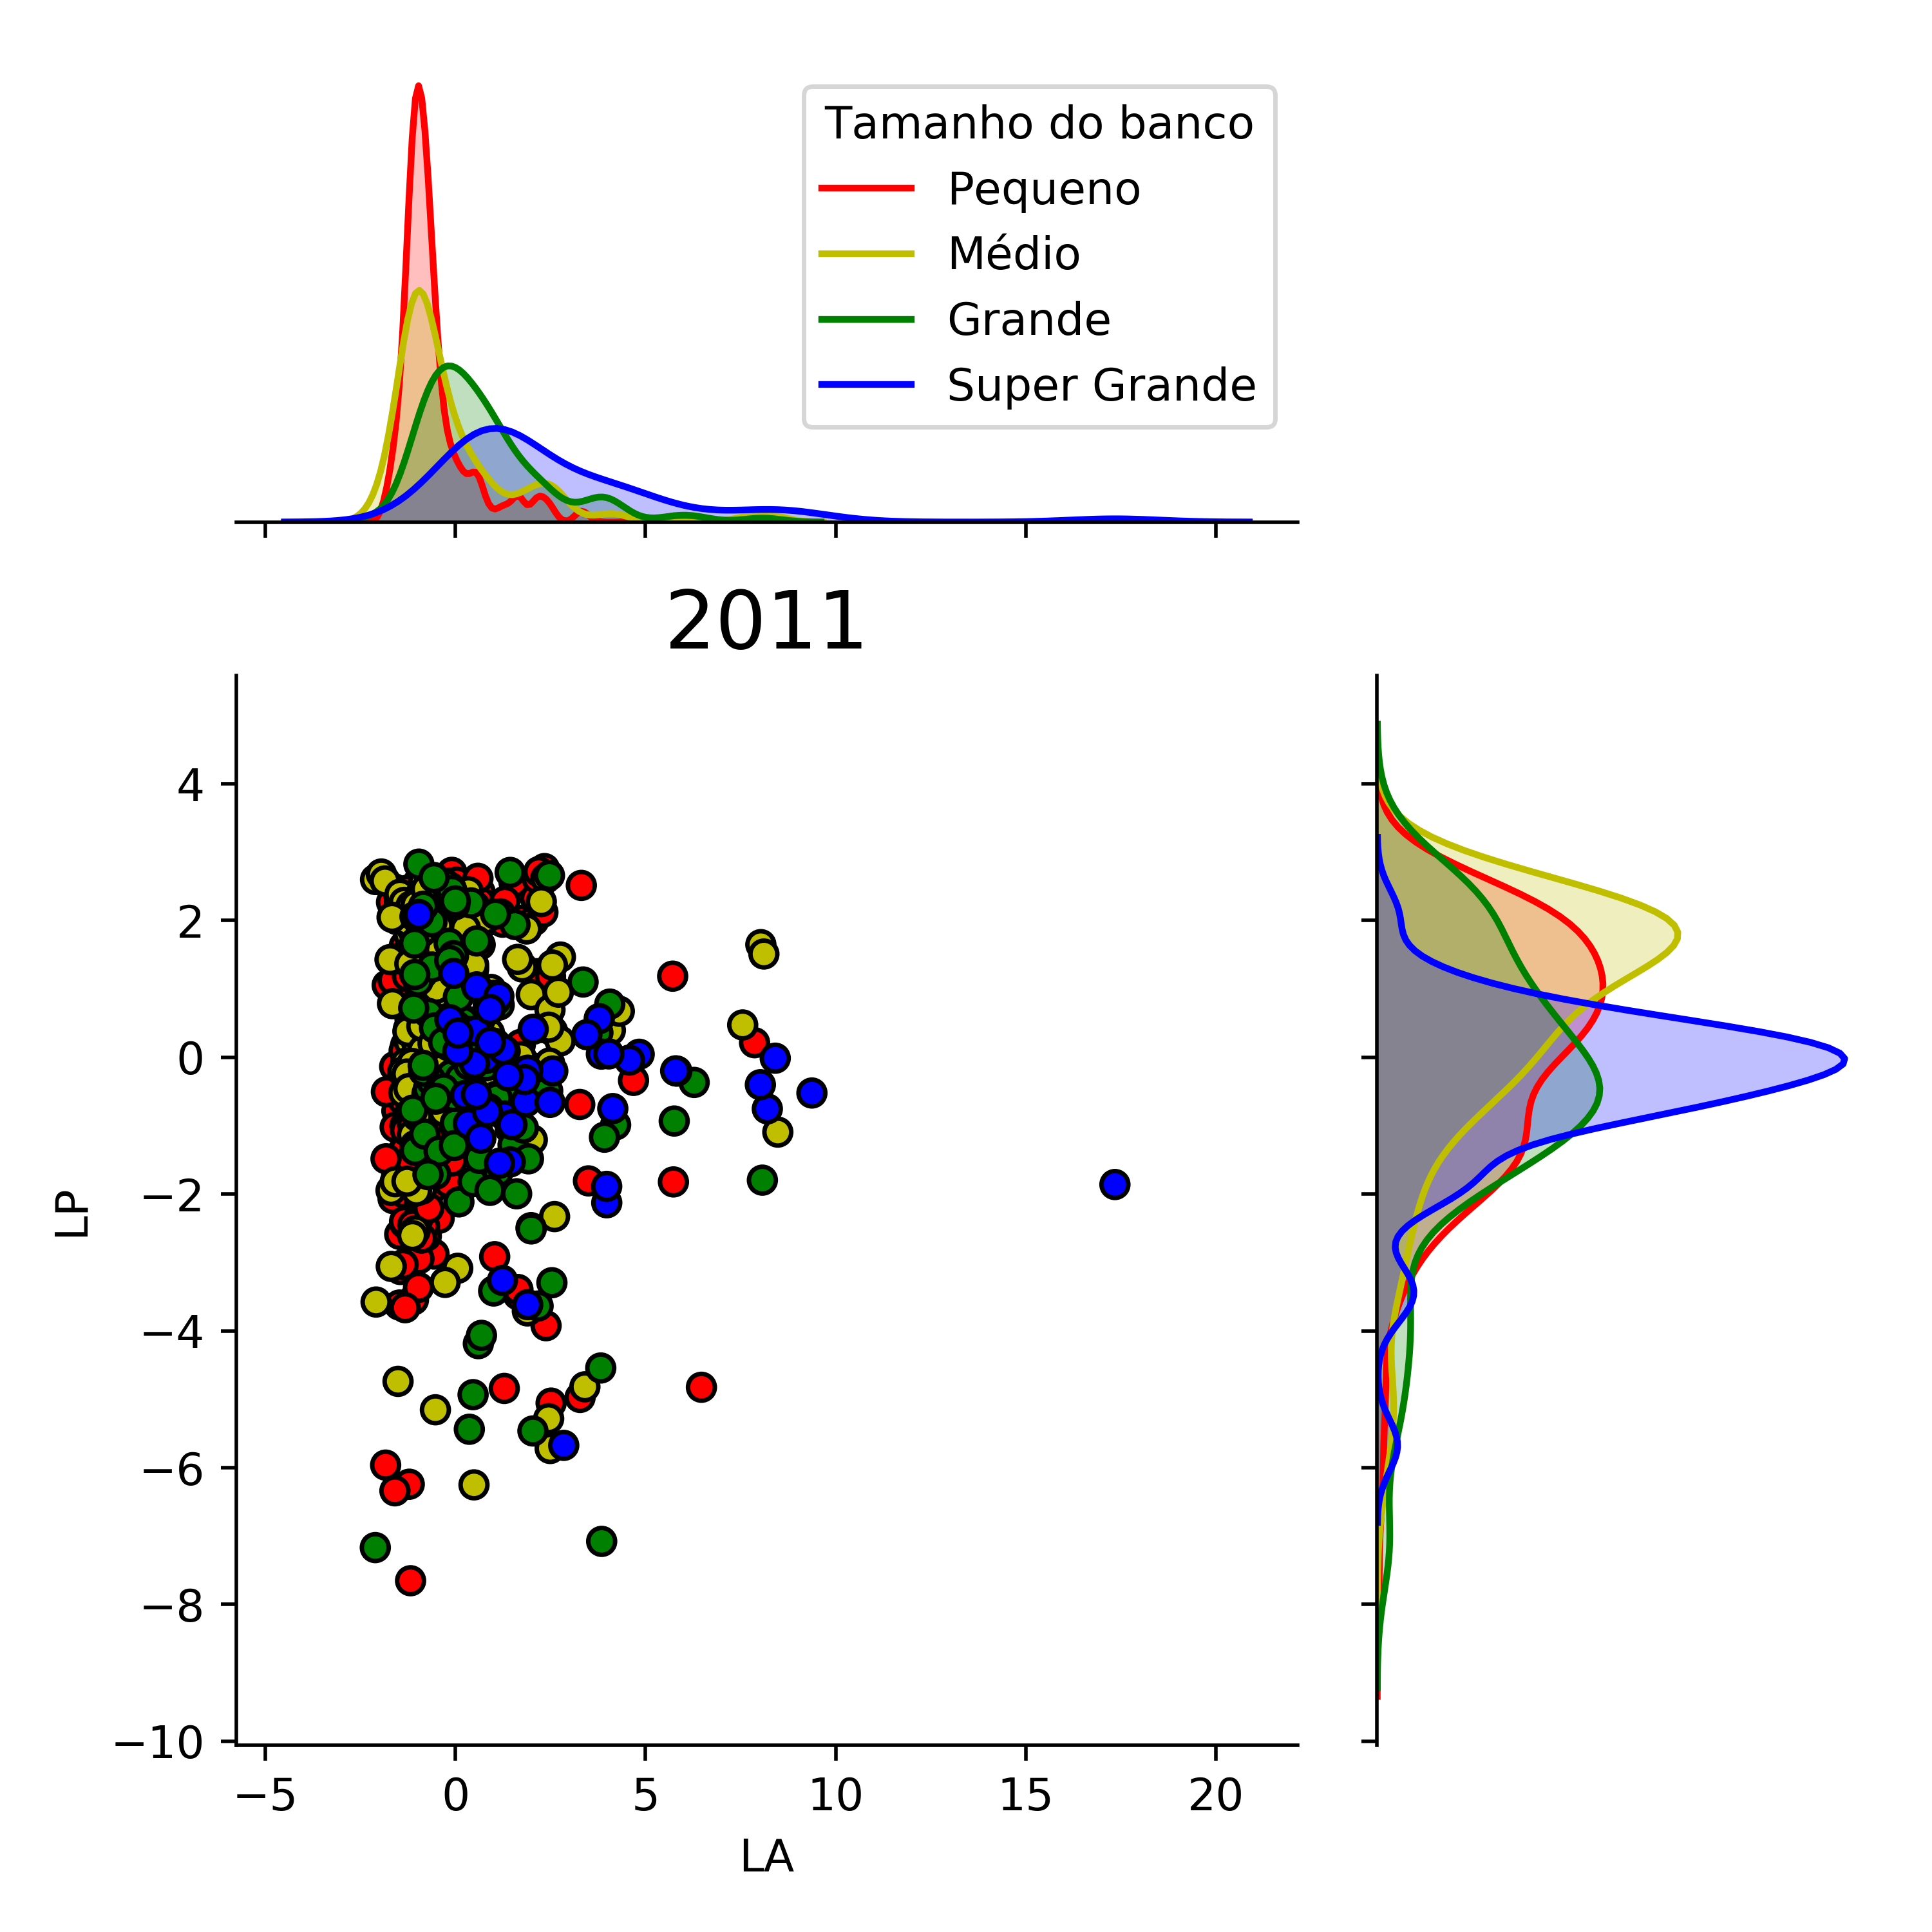 Tamanho do banco
Pequeno
Médio
Grande
Super Grande
2011
4
2
0
−2
−4
−6
−8
−10
LP
−5 0 5 10 15 20
LA